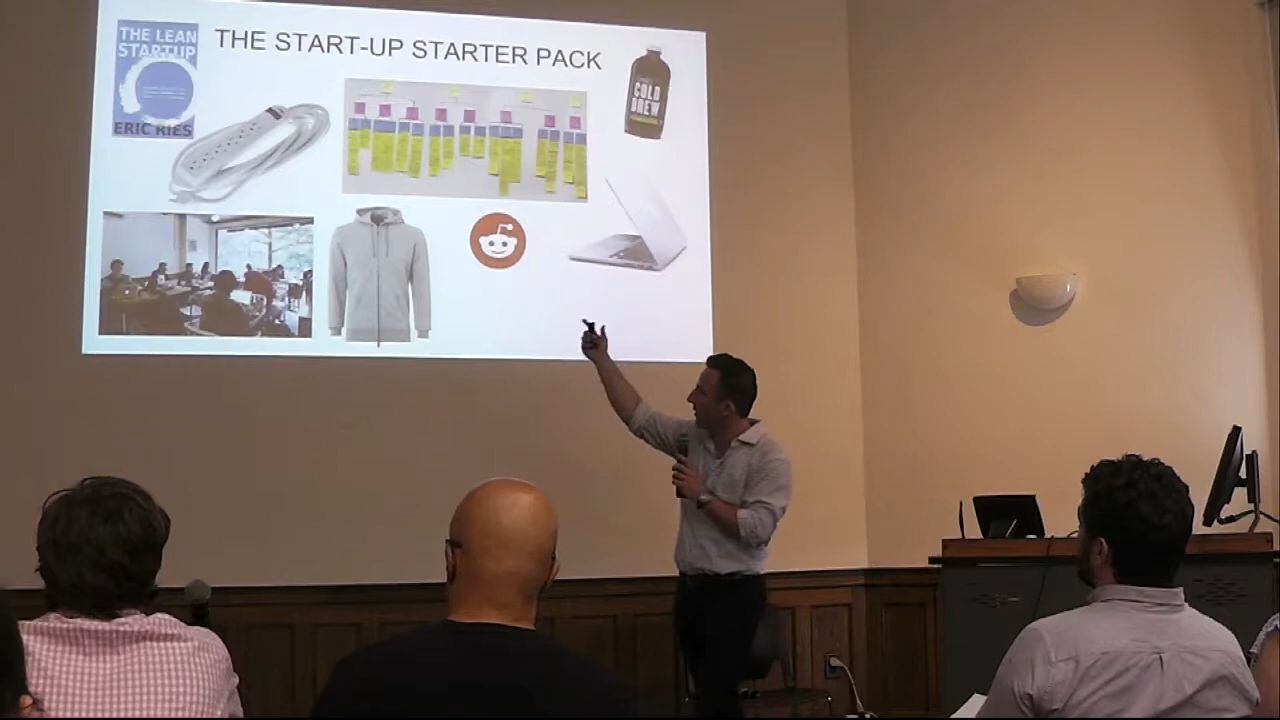 THE LEAN
STARTUP
ERIC RIES
THE START-UP STARTER PACK
COLD
BREW